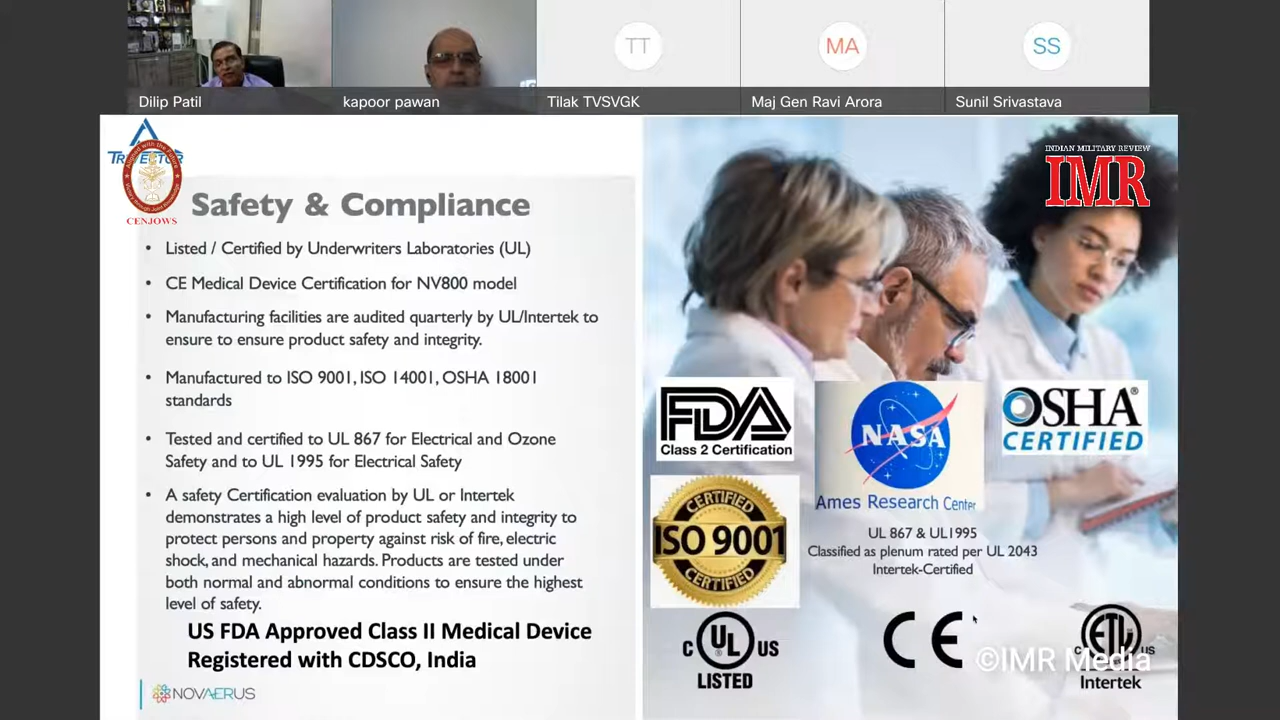 Dilip Patil
kapoor pawan
TT
Tilak TVSVGK
MA
Maj Gen Ravi Arora
SS
Sunil Srivastava
CENJOWS
Safety & Compliance
• Listed / Certified by Underwriters Laboratories (UL)
• CE Medical Device Certification for NV800 model
• Manufacturing facilities are audited quarterly by UL/Intertek to
ensure to ensure product safety and integrity.
• Manufactured to ISO 9001, ISO 14001, OSHA 18001
standards
• Tested and certified to UL 867 for Electrical and Ozone
Safety and to UL 1995 for Electrical Safety
• A safety Certification evaluation by UL or Intertek
demonstrates a high level of product safety and integrity to
protect persons and property against risk of fire, electric
shock, and mechanical hazards. Products are tested under
both normal and abnormal conditions to ensure the highest
level of safety.
US FDA Approved Class II Medical Device
Registered with CDSCO, India
NOVAERUS
INDIAN MILITARY REVIEW
IMR
FDA
Class 2 Certification
NASA
Ames Research Center
OSHA®
CERTIFIED
CERTIFIED
ISO 9001
CERTIFIED
UL 867 & UL1995
Classified as plenum rated per UL 2043
Intertek-Certified
C UL® US
LISTED
CE
ETL
us
Intertek
©IMR Media